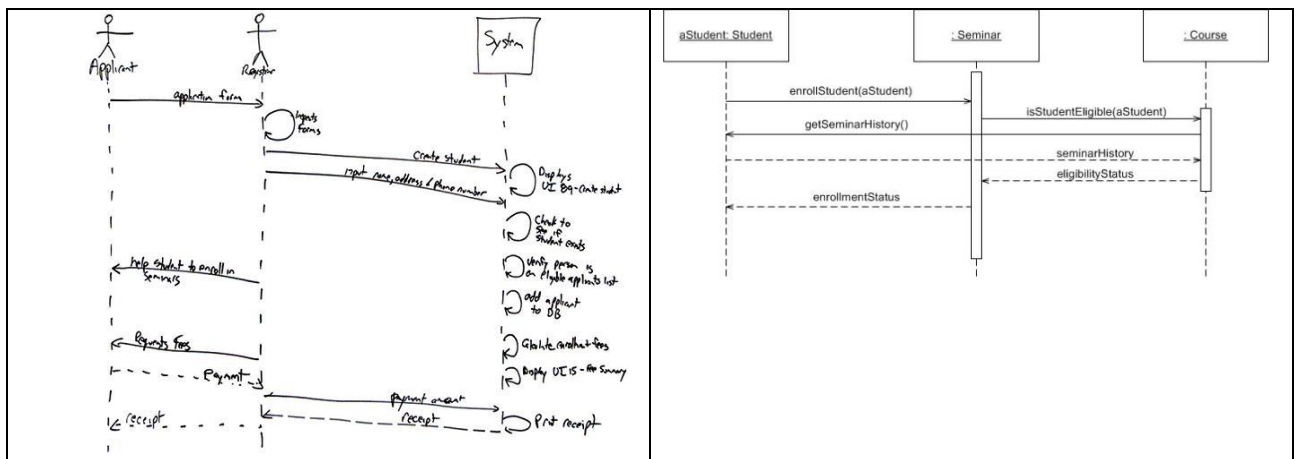 Applicant
Registrar
System
application form
inputs
forms
create student
Displays
UI 89-create student
input name, address & phone number
Check to
see if
student exists
help student to enroll in
seminars
Verify person is
on eligible applicants list
add applicant
to DB
Requests fees
Calculate enrollment fees
Display UI 15 - fee summary
Payment
payment amount
receipt
receipt
Print receipt
aStudent: Student
: Seminar
: Course
enrollStudent(aStudent)
isStudentEligible(aStudent)
getSeminarHistory()
seminarHistory
eligibilityStatus
enrollmentStatus